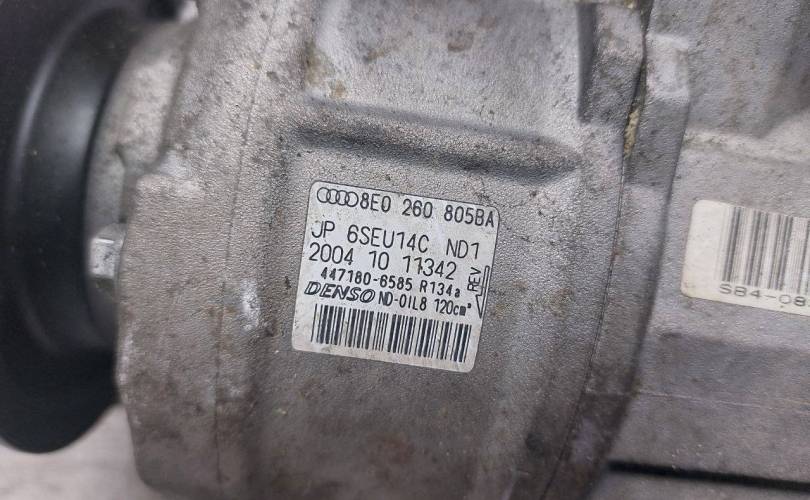 8E0 260 805BA
JP 6SEU14C ND1
2004 10 11342
447180-6585 R134a
DENSO ND-OIL8 120cm³
REV